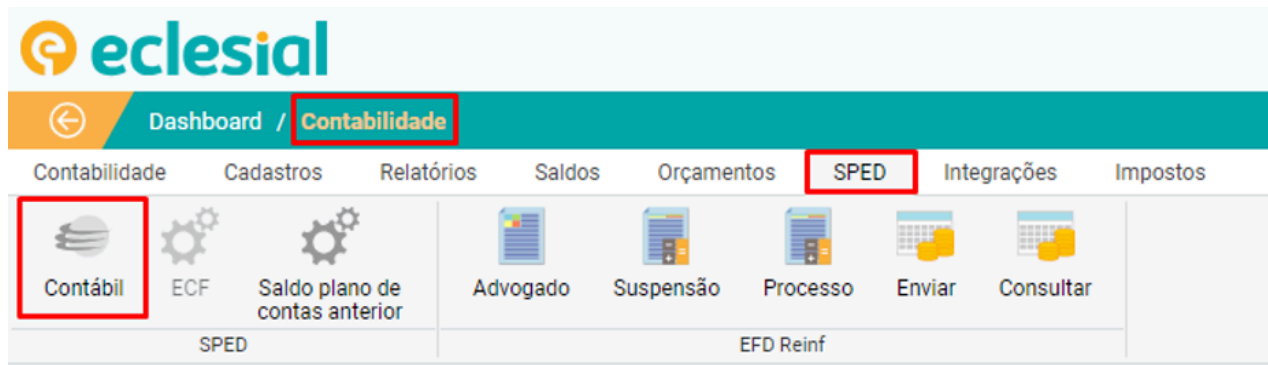 eclesial
Dashboard / Contabilidade
Contabilidade Cadastros Relatórios Saldos Orçamentos SPED Integrações Impostos
Contábil ECF Saldo plano de Advogado Suspensão Processo Enviar Consultar
contas anterior
SPED EFD Reinf